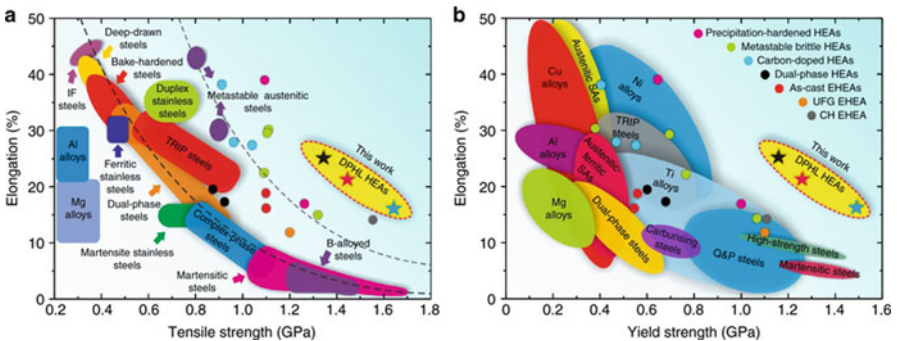 a
50
40
30
20
10
0
Elongation (%)
0.2 0.4 0.6 0.8 1.0 1.2 1.4 1.6 1.8
Tensile strength (GPa)
Deep-drawn
steels
Bake-hardened
steels
IF steels
Metastable austenitic
steels
Duplex
stainless
steels
TRIP steels
Al
alloys
Mg
alloys
Ferritic
stainless
steels
Dual-phase
steels
Martensite stainless
steels
Complex-phase
steels
Martensitic
steels
B-alloyed
steels
This work
DPHL HEAs
b
50
40
30
20
10
0
Elongation (%)
0 0.2 0.4 0.6 0.8 1.0 1.2 1.4 1.6
Yield strength (GPa)
Precipitation-hardened HEAs
Metastable brittle HEAs
Carbon-doped HEAs
Dual-phase HEAs
As-cast EHEAs
UFG EHEA
CH EHEA
Cu
alloys
Austenitic SAs
Ni
alloys
TRIP
steels
Al
alloys
Austenitic-
ferritic
SAs
Ti
alloys
Mg
alloys
Dual-phase steels
Carburising
steels
Q&P steels
High-strength steels
Martensitic steels
This work
DPHL HEAs